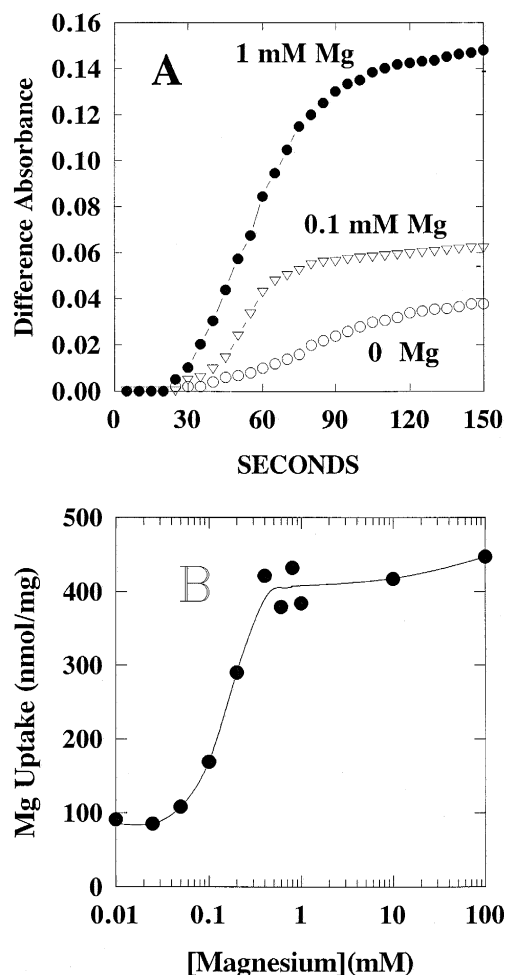 0.16
0.14
0.12
0.10
0.08
0.06
0.04
0.02
0.00
Difference Absorbance
A
1 mM Mg
0.1 mM Mg
0 Mg
0 30 60 90 120 150
SECONDS
500
400
300
200
100
0
Mg Uptake (nmol/mg)
B
0.01 0.1 1 10 100
[Magnesium](mM)